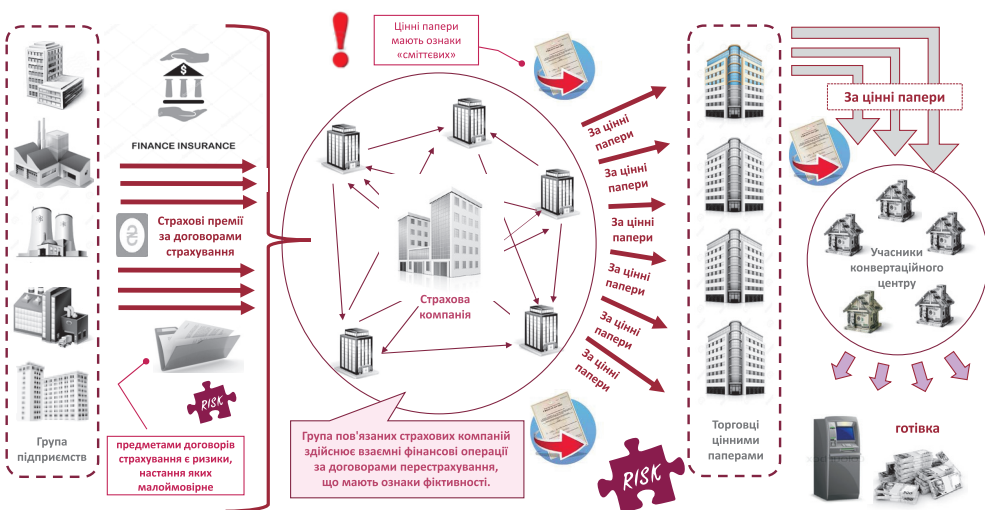 FINANCE INSURANCE
Страхові премії
за договорами
страхування
RISK
Група
підприємств
предметами договорів
страхування є ризики,
настання яких
малоймовірне
Цінні папери
мають ознаки
«сміттєвих»
Страхова
компанія
Група пов'язаних страхових компаній
здійснює взаємні фінансові операції
за договорами перестрахування,
що мають ознаки фіктивності.
За цінні
папери
За цінні
папери
За цінні
папери
За цінні
папери
За цінні
папери
За цінні
папери
RISK
Торговці
цінними
паперами
За цінні папери
Учасники
конвертаційного
центру
готівка